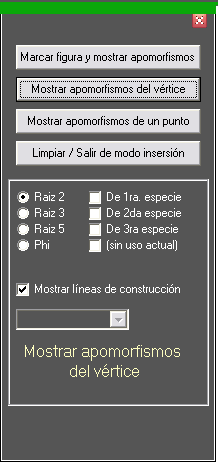 Marcar figura y mostrar apomorfismos
Mostrar apomorfismos del vértice
Mostrar apomorfismos de un punto
Limpiar / Salir de modo insersión
Raiz 2 De 1ra. especie
Raiz 3 De 2da especie
Raiz 5 De 3ra especie
Phi (sin uso actual)
Mostrar líneas de construcción
Mostrar apomorfismos
del vértice